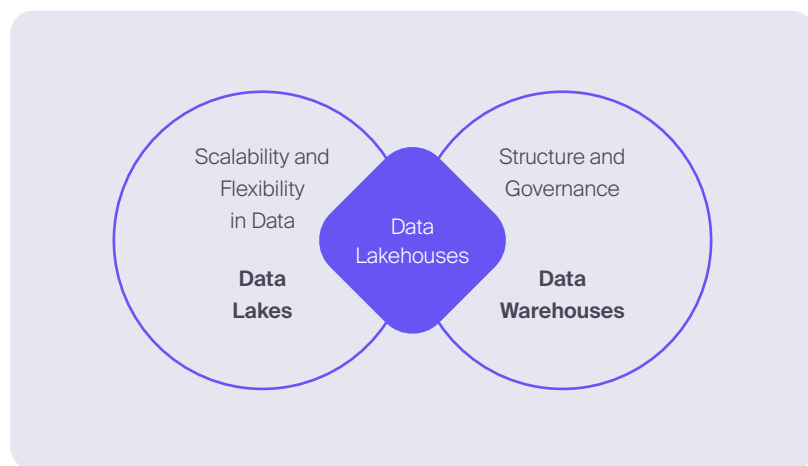 Scalability and
Flexibility
in Data
Data
Lakes
Data
Lakehouses
Structure and
Governance
Data
Warehouses